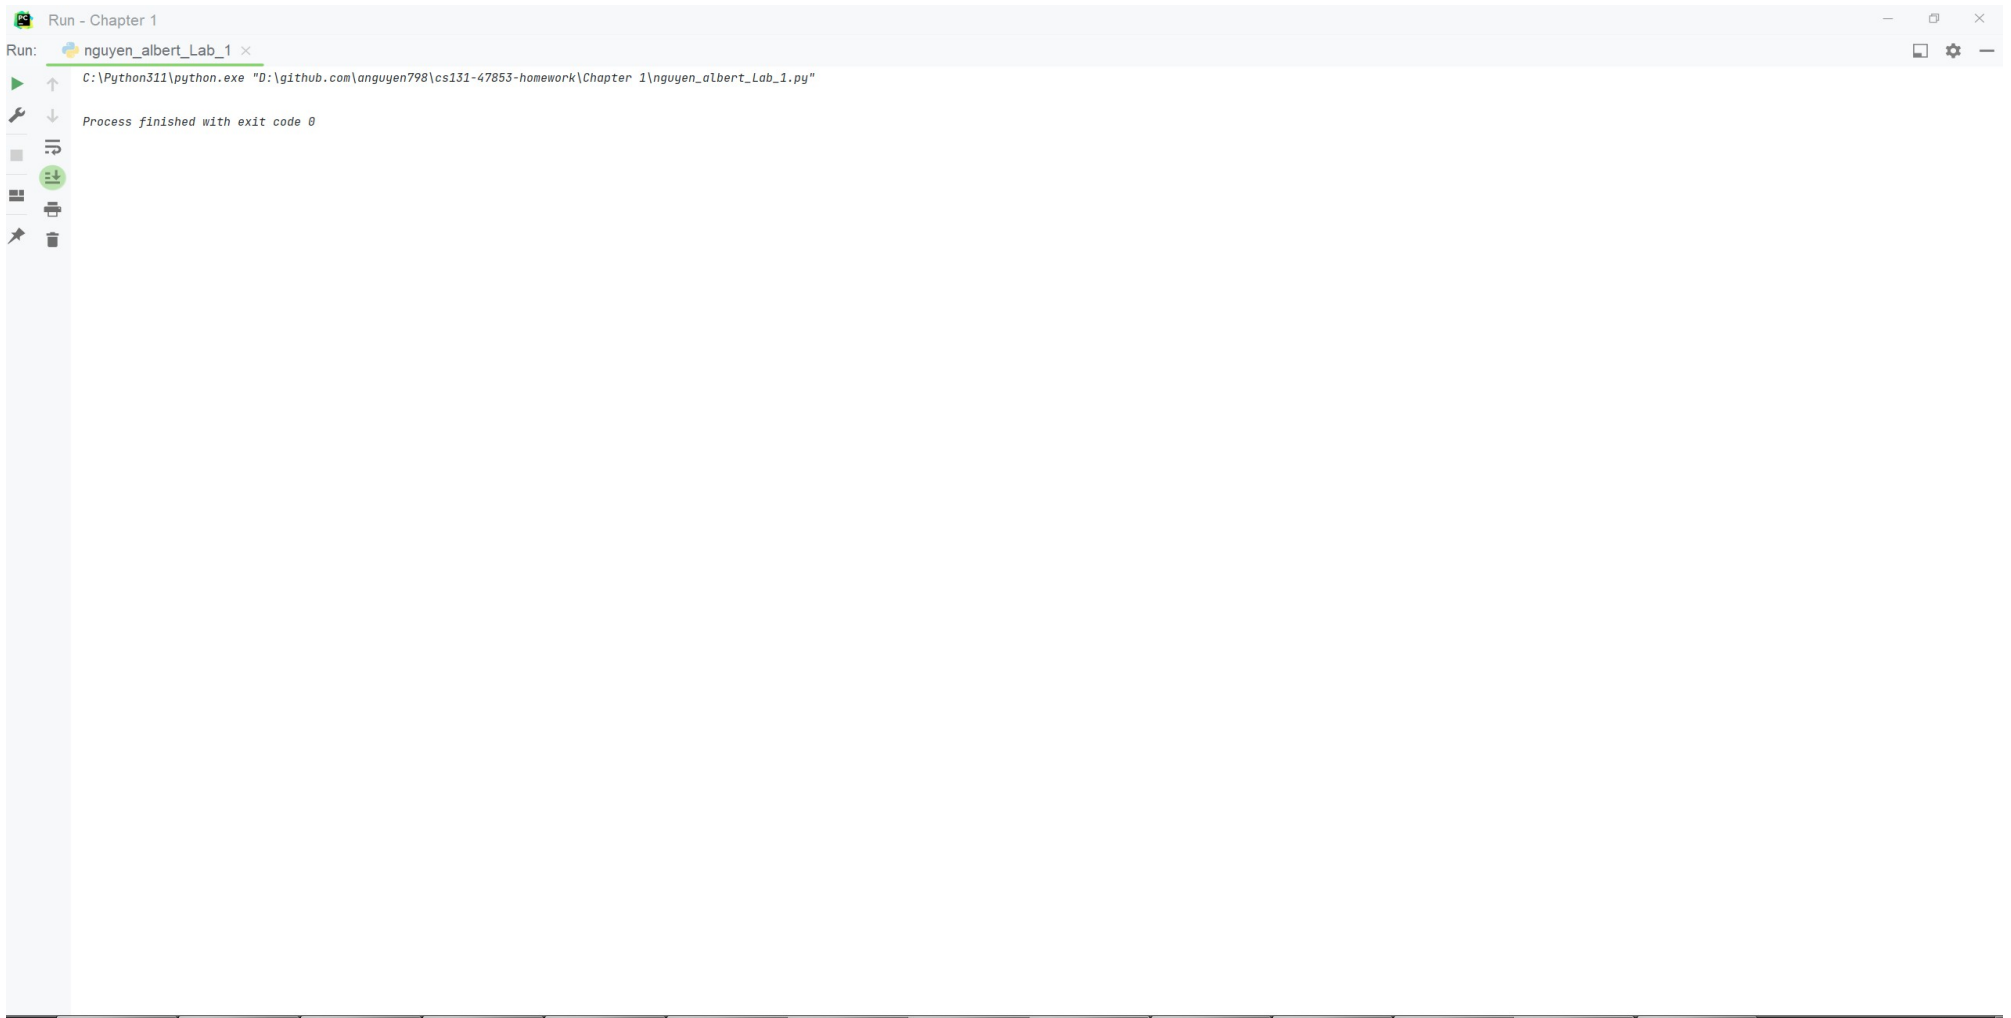 PC
Run - Chapter 1
Run:
nguyen_albert_Lab_1
C:\Python311\python.exe "D:\github.com\anguyen798\cs131-47853-homework\Chapter 1\nguyen_albert_Lab_1.py"
Process finished with exit code 0